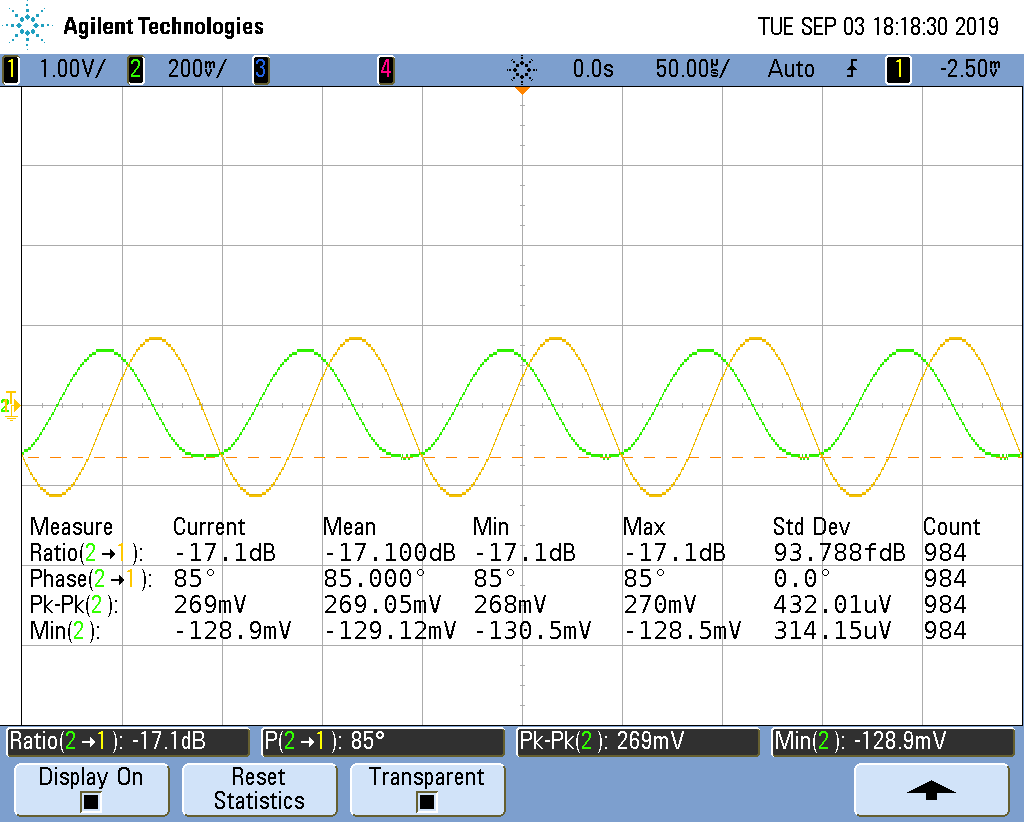 Agilent Technologies TUE SEP 03 18:18:30 2019
1 1.00V/ 2 200mV/ 3 4 0.0s 50.00us/ Auto 1 -2.50mV
2
Measure Current Mean Min Max Std Dev Count
Ratio(2→1): -17.1dB -17.100dB -17.1dB -17.1dB 93.788fdB 984
Phase(2→1): 85° 85.000° 85° 85° 0.0° 984
Pk-Pk(2): 269mV 269.05mV 268mV 270mV 432.01uV 984
Min(2): -128.9mV -129.12mV -130.5mV -128.5mV 314.15uV 984
Ratio(2→1): -17.1dB P(2→1): 85° Pk-Pk(2): 269mV Min(2): -128.9mV
Display On Reset Statistics Transparent